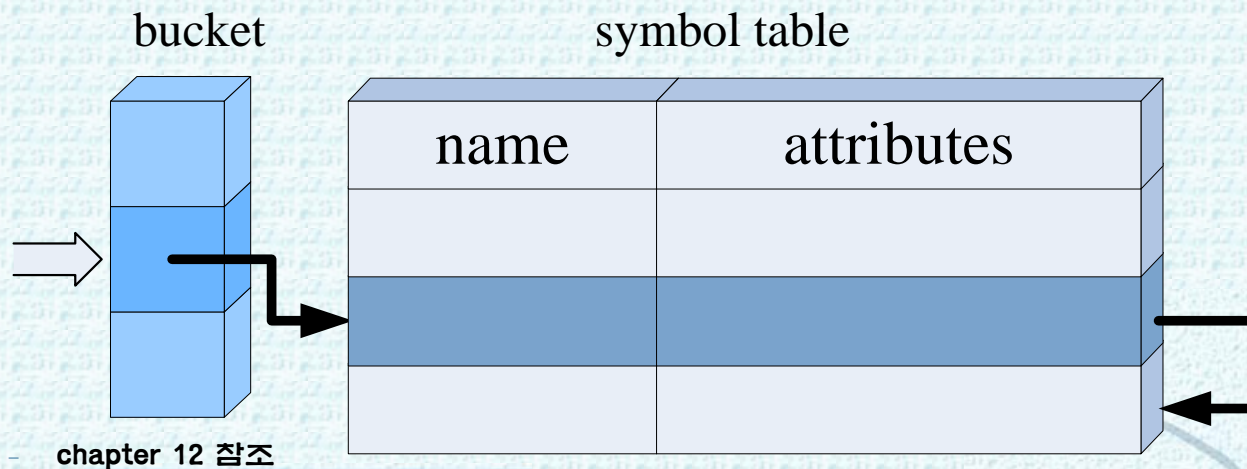 bucket
symbol table
name
attributes
– chapter 12 참조